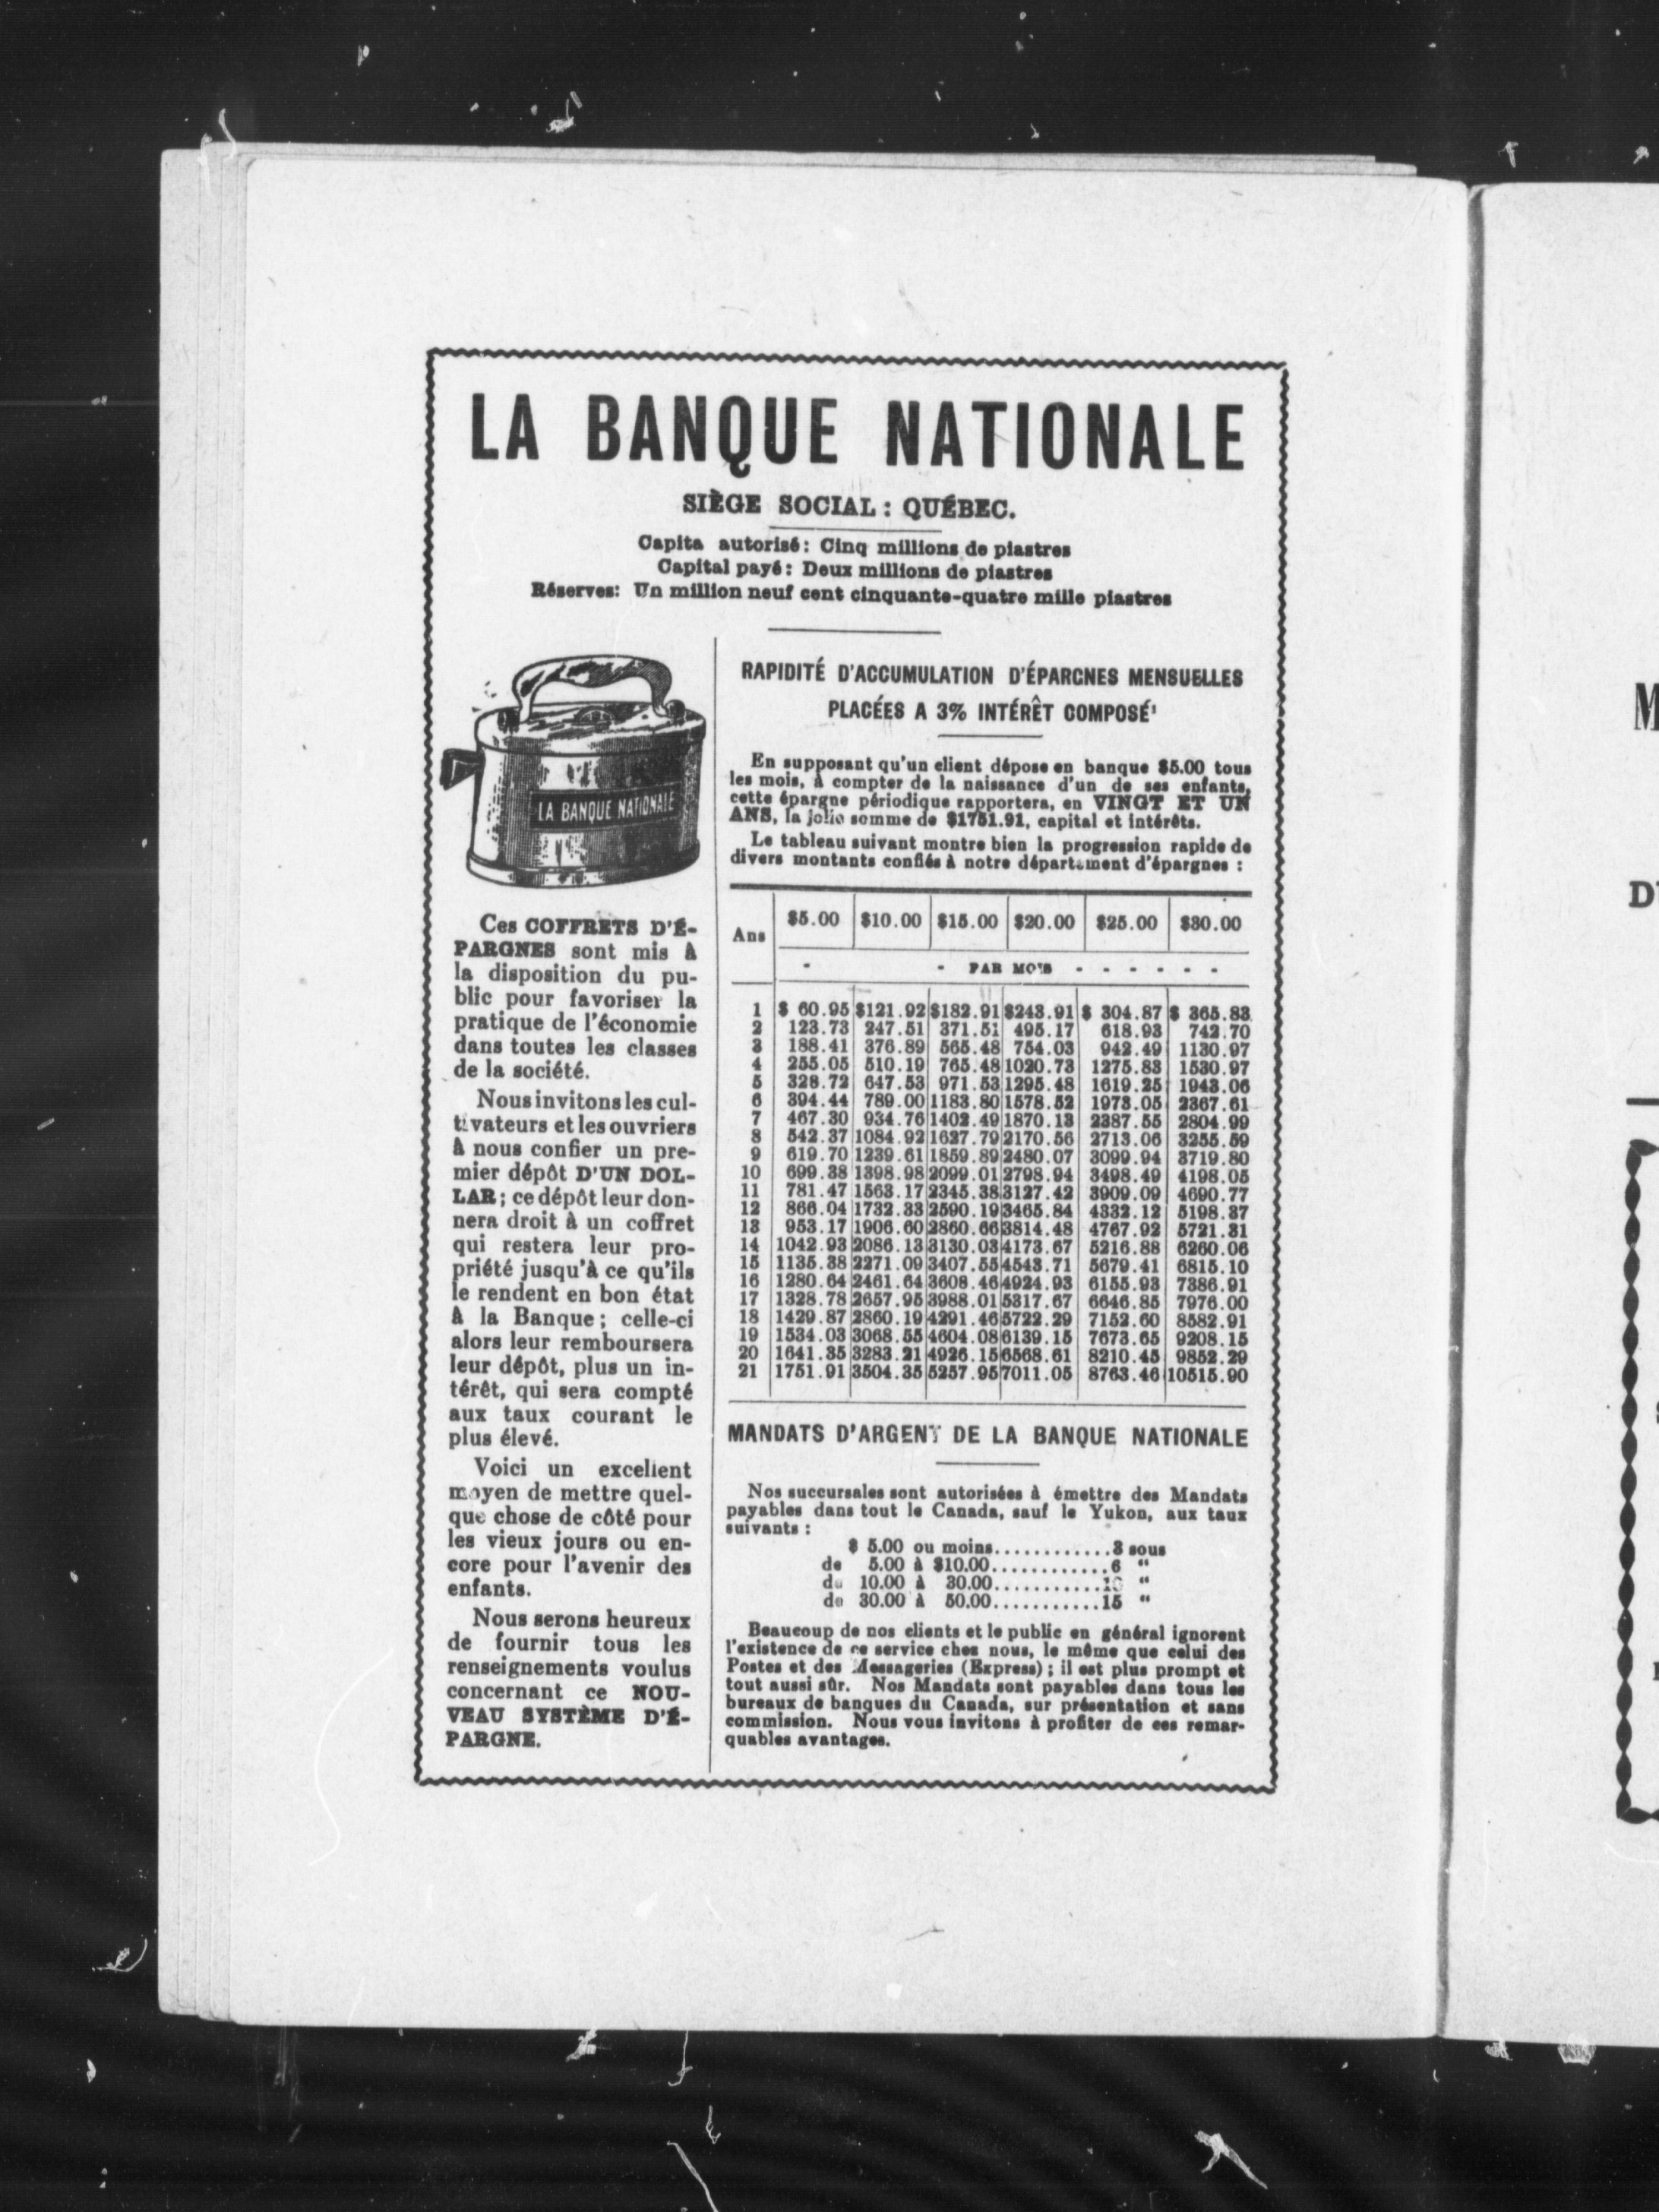 LA BANQUE NATIONALE
SIÈGE SOCIAL : QUÉBEC.
Capita autorisé : Cinq millions de piastres
Capital payé : Deux millions de piastres
Réserves: Un million neuf cent cinquante-quatre mille piastres
LA BANQUE NATIONALE
Ces COFFRETS D'É-
PARGNES sont mis à
la disposition du pu-
blic pour favoriser la
pratique de l'économie
dans toutes les classes
de la société.
Nous invitons les cul-
tivateurs et les ouvriers
à nous confier un pre-
mier dépôt D'UN DOL-
LAR ; ce dépôt leur don-
nera droit à un coffret
qui restera leur pro-
priété jusqu'à ce qu'ils
le rendent en bon état
à la Banque ; celle-ci
alors leur remboursera
leur dépôt, plus un in-
térêt, qui sera compté
aux taux courant le
plus élevé.
Voici un excellent
moyen de mettre quel-
que chose de côté pour
les vieux jours ou en-
core pour l'avenir des
enfants.
Nous serons heureux
de fournir tous les
renseignements voulus
concernant ce NOU-
VEAU SYSTÈME D'É-
PARGNE.
RAPIDITÉ D'ACCUMULATION D'ÉPARGNES MENSUELLES
PLACÉES A 3% INTÉRÊT COMPOSÉ
En supposant qu'un client dépose en banque $5.00 tous
les mois, à compter de la naissance d'un de ses enfants,
cette épargne périodique rapportera, en VINGT ET UN
ANS, la jolie somme de $1751.91, capital et intérêts.
Le tableau suivant montre bien la progression rapide de
divers montants confiés à notre département d'épargnes :
Ans $5.00 $10.00 $15.00 $20.00 $25.00 $30.00
- - PAR MOIS - - - - - -
1 $ 60.95 $121.92 $182.91 $243.91 $ 304.87 $ 365.83
2 123.73 247.51 371.51 495.17 618.93 742.70
3 188.41 376.89 565.48 754.03 942.49 1130.97
4 255.05 510.19 765.48 1020.73 1275.83 1530.97
5 328.72 647.53 971.53 1295.48 1619.25 1943.06
6 394.44 789.00 1183.80 1578.52 1973.05 2367.61
7 467.30 934.76 1402.49 1870.13 2387.55 2804.99
8 542.37 1084.92 1627.79 2170.56 2713.06 3255.59
9 619.70 1239.61 1859.89 2480.07 3099.94 3719.80
10 699.38 1398.98 2099.01 2798.94 3498.49 4198.05
11 781.47 1563.17 2345.38 3127.42 3909.09 4690.77
12 866.04 1732.33 2590.19 3465.84 4332.12 5198.37
13 953.17 1906.60 2860.66 3814.48 4767.92 5721.31
14 1042.93 2086.13 3130.03 4173.67 5216.88 6260.06
15 1135.38 2271.09 3407.55 4543.71 5679.41 6815.10
16 1280.64 2461.64 3608.46 4924.93 6155.93 7386.91
17 1328.78 2657.95 3988.01 5317.67 6646.85 7976.00
18 1429.87 2860.19 4291.46 5722.29 7152.60 8582.91
19 1534.03 3068.55 4604.08 6139.15 7673.65 9208.15
20 1641.35 3283.21 4926.15 6568.61 8210.45 9852.29
21 1751.91 3504.35 5257.95 7011.05 8763.46 10515.90
MANDATS D'ARGENT DE LA BANQUE NATIONALE
Nos succursales sont autorisées à émettre des Mandats
payables dans tout le Canada, sauf le Yukon, aux taux
suivants :
$ 5.00 ou moins............3 sous
de 5.00 à $10.00............6 "
de 10.00 à 30.00........... "
de 30.00 à 50.00...........15 "
Beaucoup de nos clients et le public en général ignorent
l'existence de ce service chez nous, le même que celui des
Postes et des Messageries (Express) ; il est plus prompt et
tout aussi sûr. Nos Mandats sont payables dans tous les
bureaux de banques du Canada, sur présentation et sans
commission. Nous vous invitons à profiter de ces remar-
quables avantages.